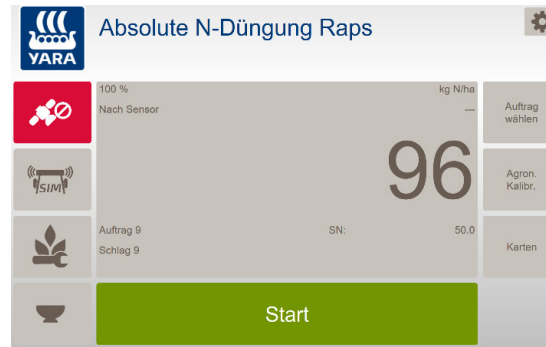 YARA
Absolute N-Düngung Raps
100 %
kg N/ha
Nach Sensor
---
96
Auftrag 9
SN:
50.0
Schlag 9
SIM
Auftrag
wählen
Agron.
Kalibr.
Karten
Start